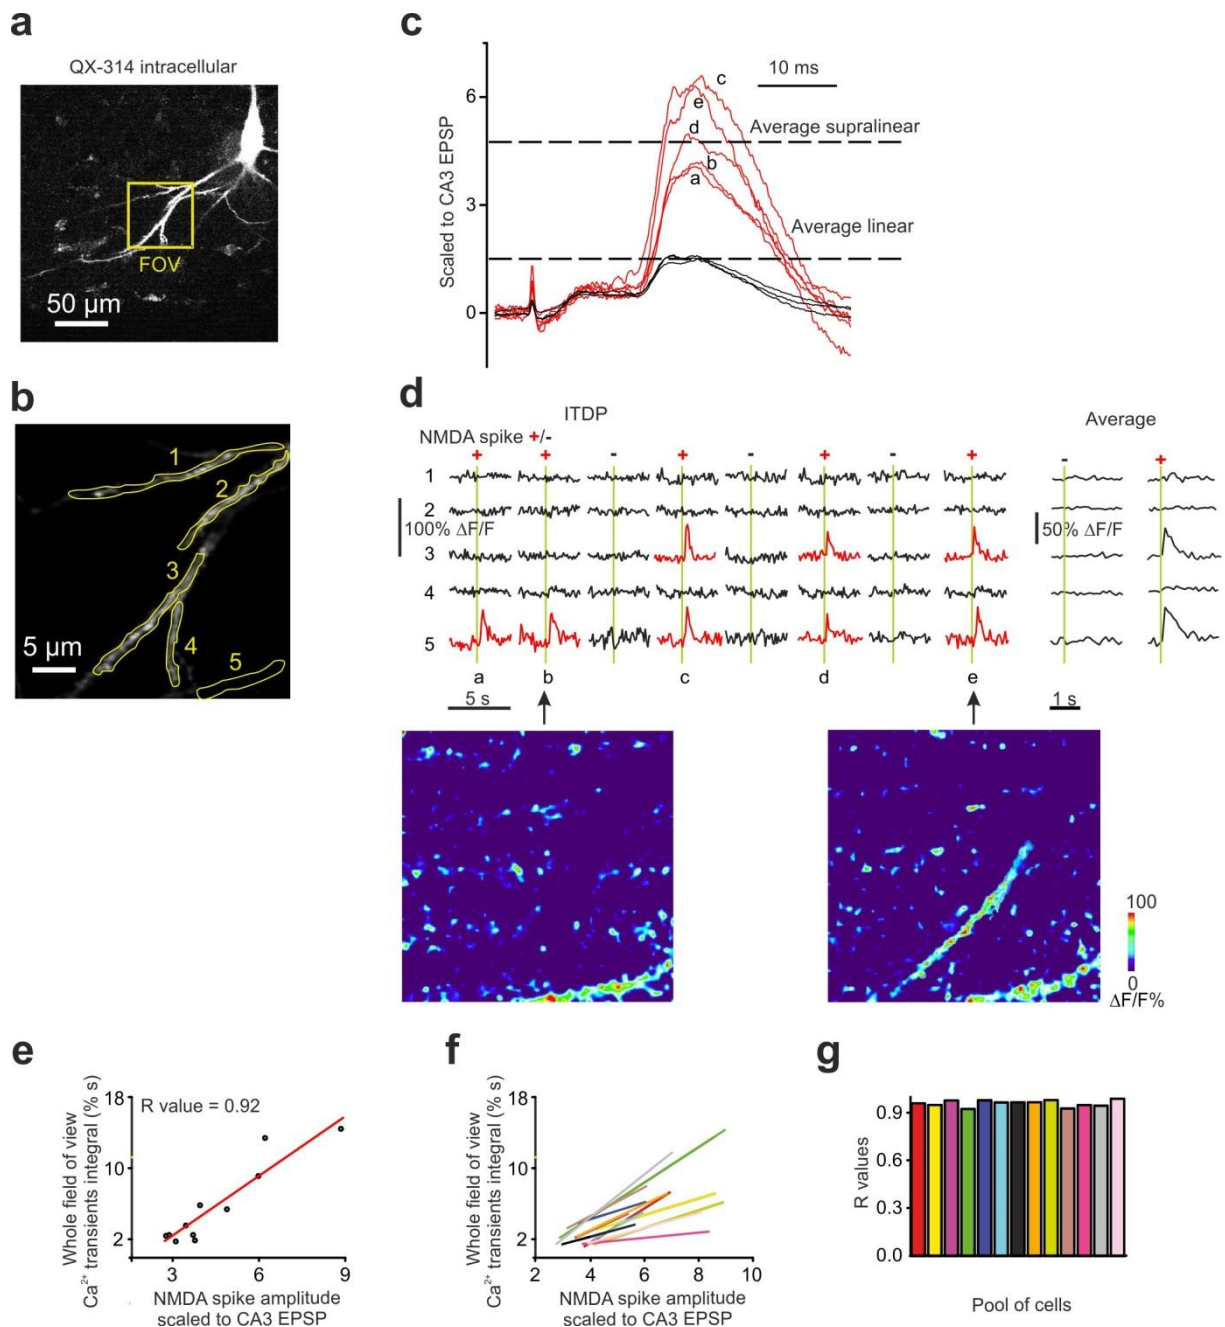 a
QX-314 intracellular
FOV
50 µm
b
1
2
3
4
5
5 µm
c
10 ms
6
3
0
Scaled to CA3 EPSP
c
e
d
b
a
Average supralinear
Average linear
d
ITDP
Average
NMDA spike +/-
+ + - + - + - +
- +
1
2
100% ΔF/F
50% ΔF/F
3
4
5
a b c d e
5 s
1 s
100
0
ΔF/F%
e
R value = 0.92
18
10
2
3 6 9
Whole field of view
Ca²⁺ transients integral (% s)
NMDA spike amplitude
scaled to CA3 EPSP
f
18
10
2
2 4 6 8 10
Whole field of view
Ca²⁺ transients integral (% s)
NMDA spike amplitude
scaled to CA3 EPSP
g
0.9
0.6
0.3
0.0
R values
Pool of cells